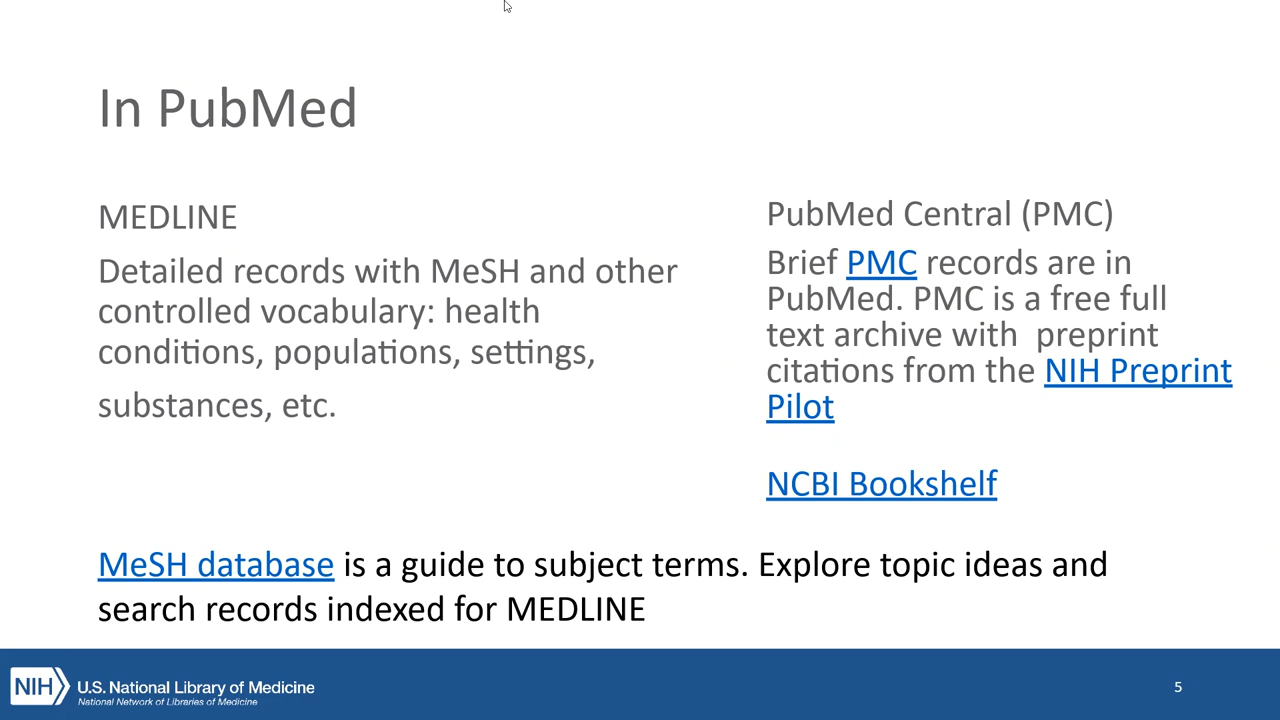 In PubMed
MEDLINE
Detailed records with MeSH and other
controlled vocabulary: health
conditions, populations, settings,
substances, etc.
PubMed Central (PMC)
Brief PMC records are in
PubMed. PMC is a free full
text archive with  preprint
citations from the NIH Preprint
Pilot
NCBI Bookshelf
MeSH database is a guide to subject terms. Explore topic ideas and
search records indexed for MEDLINE
NIH U.S. National Library of Medicine
National Network of Libraries of Medicine
5